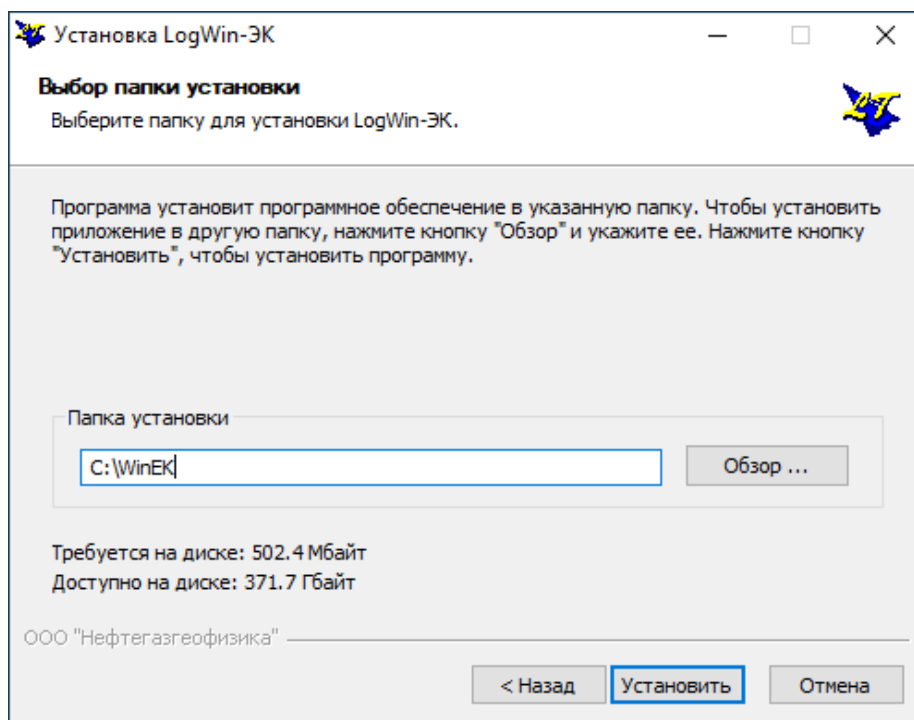 Установка LogWin-ЭК
Выбор папки установки
Выберите папку для установки LogWin-ЭК.
Программа установит программное обеспечение в указанную папку. Чтобы установить
приложение в другую папку, нажмите кнопку "Обзор" и укажите ее. Нажмите кнопку
"Установить", чтобы установить программу.
Папка установки
C:\WinEK
Обзор ...
Требуется на диске: 502.4 Мбайт
Доступно на диске: 371.7 Гбайт
ООО "Нефтегазгеофизика"
< Назад
Установить
Отмена